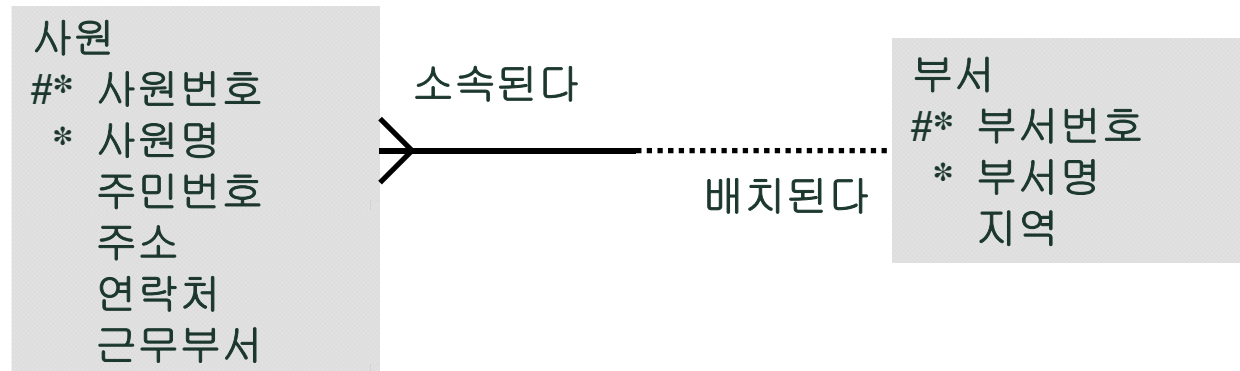 사원
#* 사원번호
* 사원명
주민번호
주소
연락처
근무부서
소속된다
배치된다
부서
#* 부서번호
* 부서명
지역